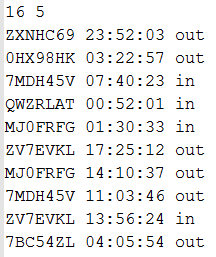 16 5
ZXNHC69 23:52:03 out
0HX98HK 03:22:57 out
7MDH45V 07:40:23 in
QWZRLAT 00:52:01 in
MJ0FRFG 01:30:33 in
ZV7EVKL 17:25:12 out
MJ0FRFG 14:10:37 out
7MDH45V 11:03:46 out
ZV7EVKL 13:56:24 in
7BC54ZL 04:05:54 out